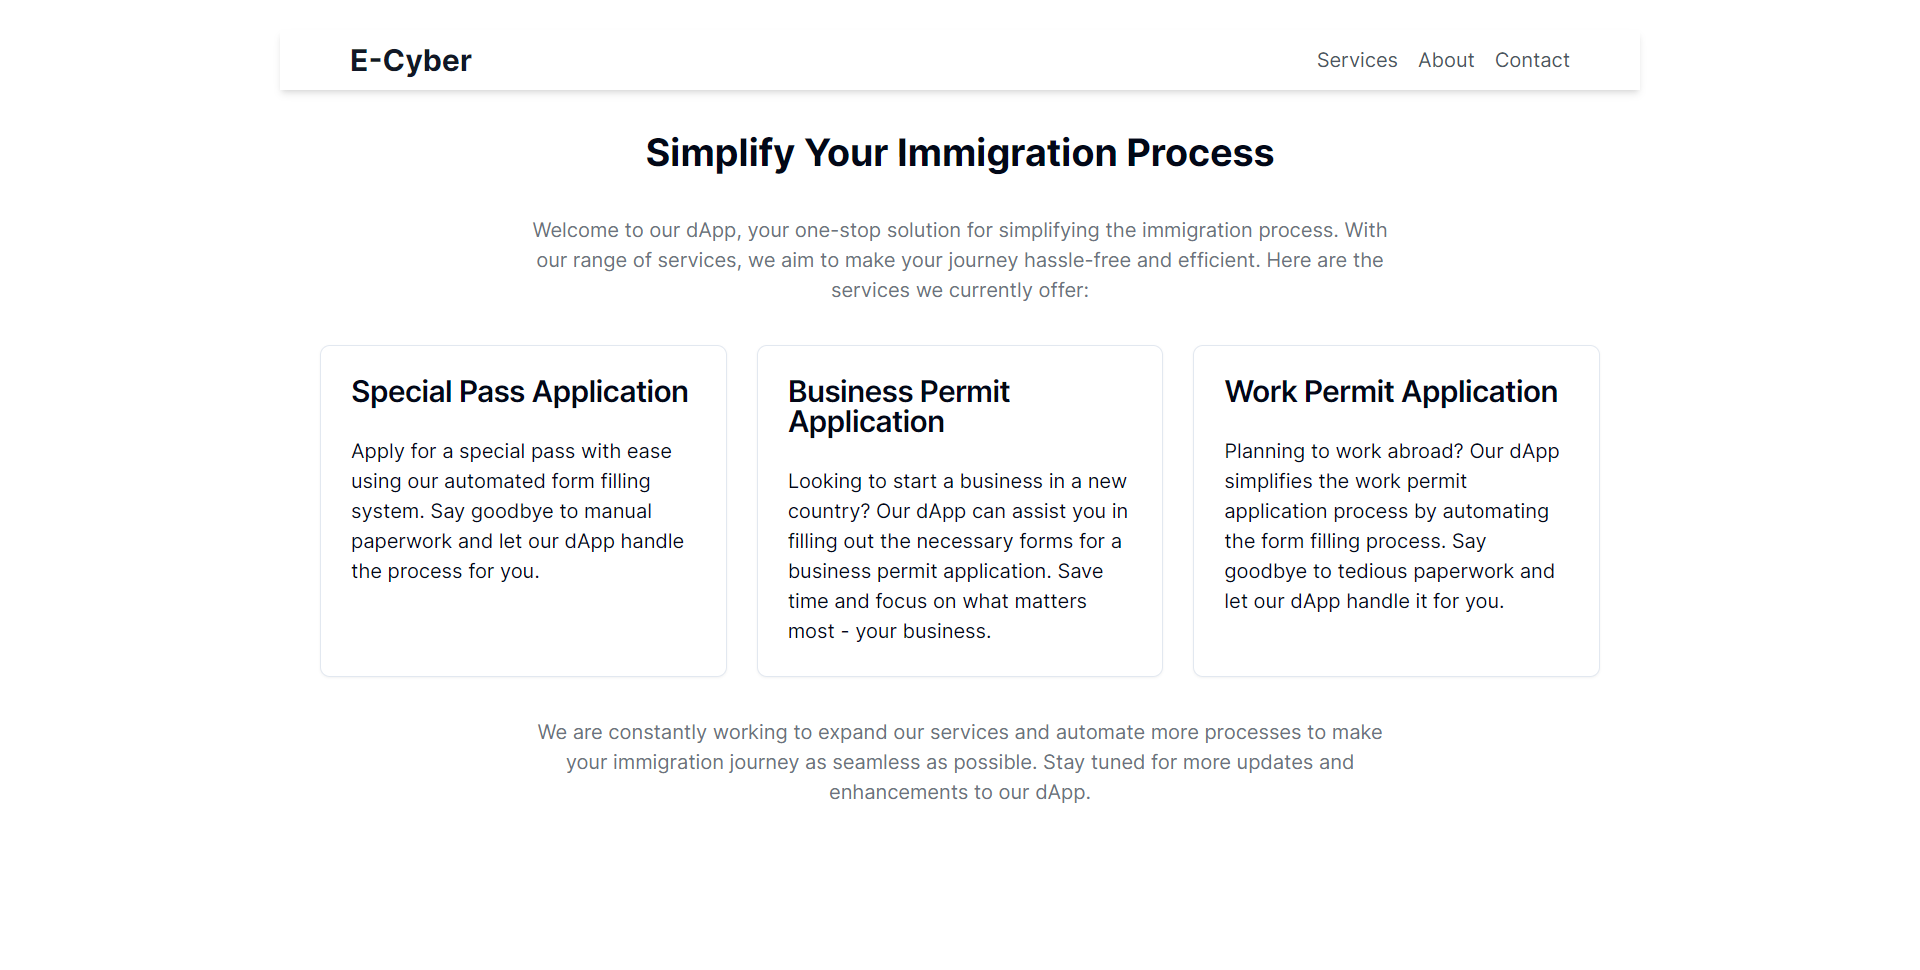 E-Cyber
Services About Contact
Simplify Your Immigration Process
Welcome to our dApp, your one-stop solution for simplifying the immigration process. With
our range of services, we aim to make your journey hassle-free and efficient. Here are the
services we currently offer:
Special Pass Application
Apply for a special pass with ease
using our automated form filling
system. Say goodbye to manual
paperwork and let our dApp handle
the process for you.
Business Permit
Application
Looking to start a business in a new
country? Our dApp can assist you in
filling out the necessary forms for a
business permit application. Save
time and focus on what matters
most - your business.
Work Permit Application
Planning to work abroad? Our dApp
simplifies the work permit
application process by automating
the form filling process. Say
goodbye to tedious paperwork and
let our dApp handle it for you.
We are constantly working to expand our services and automate more processes to make
your immigration journey as seamless as possible. Stay tuned for more updates and
enhancements to our dApp.